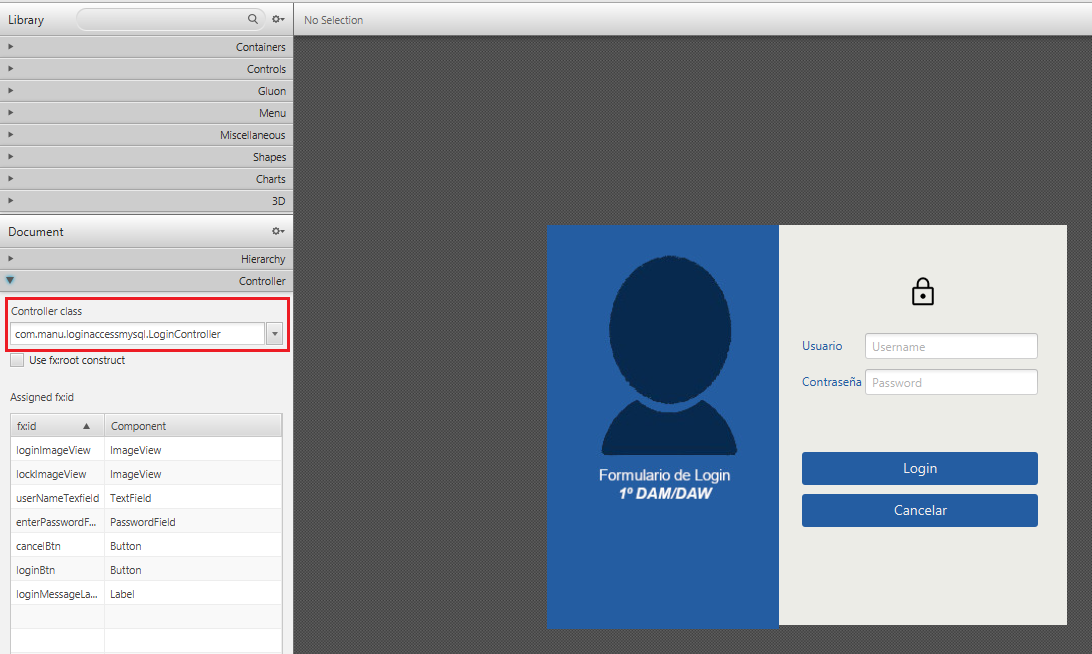 Library
No Selection
Containers
Controls
Gluon
Menu
Miscellaneous
Shapes
Charts
3D
Document
Hierarchy
Controller
Controller class
com.manu.loginaccessmysql.LoginController
Use fx:root construct
Assigned fx:id
fx:id Component
loginImageView ImageView
lockImageView ImageView
userNameTexfield TextField
enterPasswordF... PasswordField
cancelBtn Button
loginBtn Button
loginMessageLa... Label
Formulario de Login
1º DAM/DAW
Usuario Username
Contraseña Password
Login
Cancelar